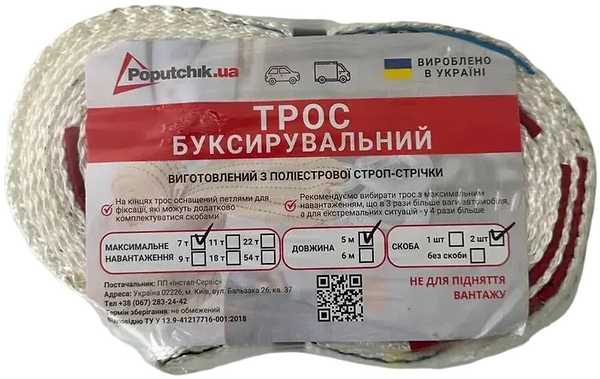 Poputchik.ua
ВИРОБЛЕНО
В УКРАЇНІ
ТРОС
БУКСИРУВАЛЬНИЙ
ВИГОТОВЛЕНИЙ З ПОЛІЕСТРОВОЇ СТРОП-СТРІЧКИ
На кінцях трос оснащений петлями для
фіксації, які можуть додатково
комплектуватися скобами
Рекомендуємо вибирати трос з максимальним
навантаженням, що в 3 рази більше ваги автомобіля,
а для екстремальних ситуацій - у 4 рази більше
МАКСИМАЛЬНЕ
НАВАНТАЖЕННЯ
7 т 11 т 22 т
9 т 18 т 54 т
ДОВЖИНА
5 м
6 м
СКОБА
1 шт 2 шт
без скоби
Постачальник: ПП «Інстал-Сервіс»
Адреса: Україна 02226, м. Київ, вул. Бальзака 26, кв. 37
Тел +38 (067) 283-24-42
Термін зберігання: не обмежений
Відповідно ТУ У 13.9-41217716-001:2018
НЕ ДЛЯ ПІДНЯТТЯ
ВАНТАЖУ